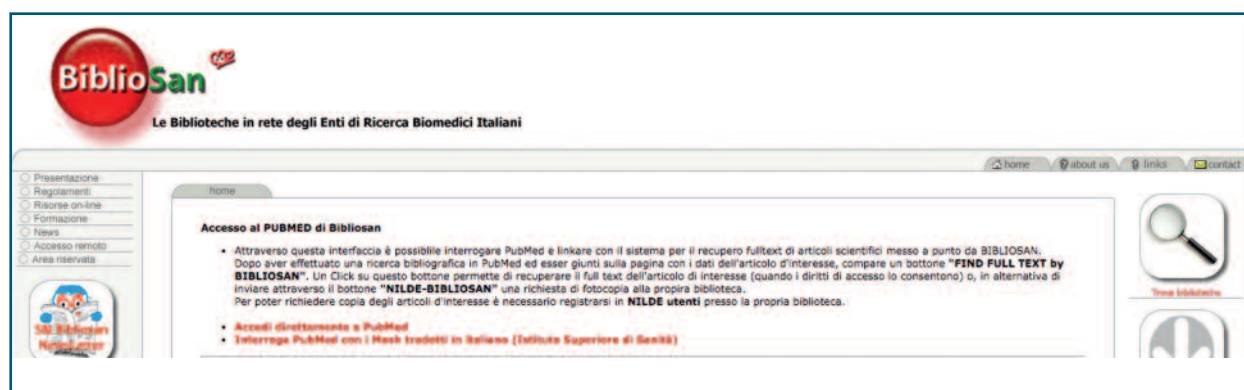 BiblioSan
Le Biblioteche in rete degli Enti di Ricerca Biomedici Italiani
home about us links contact
Presentazione
Regolamenti
Risorse on-line
Formazione
News
Accesso remoto
Area riservata
SBI Bibliosan
NewsLetter
home
Accesso al PUBMED di Bibliosan
• Attraverso questa interfaccia è possiblile interrogare PubMed e linkare con il sistema per il recupero fulltext di articoli scientifici messo a punto da BIBLIOSAN.
Dopo aver effettuato una ricerca bibliografica in PubMed ed esser giunti sulla pagina con i dati dell'articolo d'interesse, compare un bottone "FIND FULL TEXT by
BIBLIOSAN". Un Click su questo bottone permette di recuperare il full text dell'articolo di interesse (quando i diritti di accesso lo consentono) o, in alternativa di
inviare attraverso il bottone "NILDE-BIBLIOSAN" una richiesta di fotocopia alla propira biblioteca.
Per poter richiedere copia degli articoli d'interesse è necessario registrarsi in NILDE utenti presso la propria biblioteca.
• Accedi direttamente a PubMed
• Interroga PubMed con i Mesh tradotti in italiano (Istituto Superiore di Sanità)
Trova biblioteche